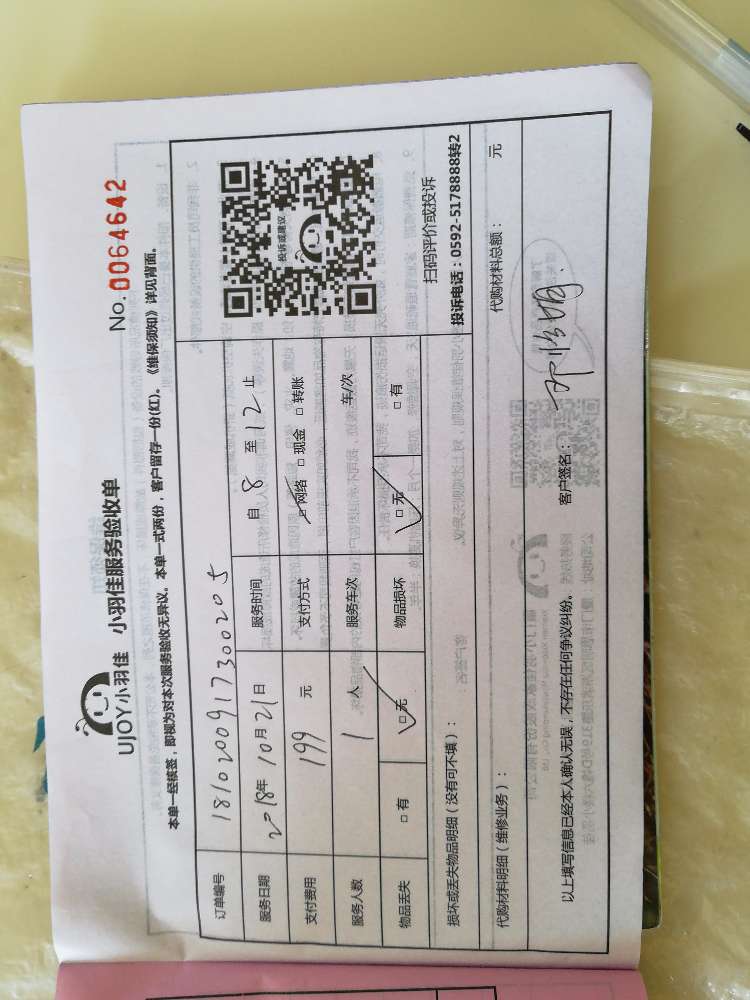 No. 0064642
UJOY小羽佳 小羽佳服务验收单
本单一经核签，即视为对本次服务验收无异议。本单一式两份，客户留存一份(红)。《维保须知》详见背面。
订单编号 1810200917300205
服务日期 2018年10月21日 服务时间 自 8 至 12 止
支付费用 199 元 支付方式 □网络 □现金 □转账
服务人数 1 人 服务车次 车/次
物品丢失 □有 □无 物品损坏 □无 □有
投诉或建议
扫码评价或投诉
投诉电话：0592-5178888转2
损坏或丢失物品明细（没有可不填）：
代购材料明细（维修业务）： 代购材料总额： 元
以上填写信息已经本人确认无误，不存在任何争议纠纷。 客户签名：